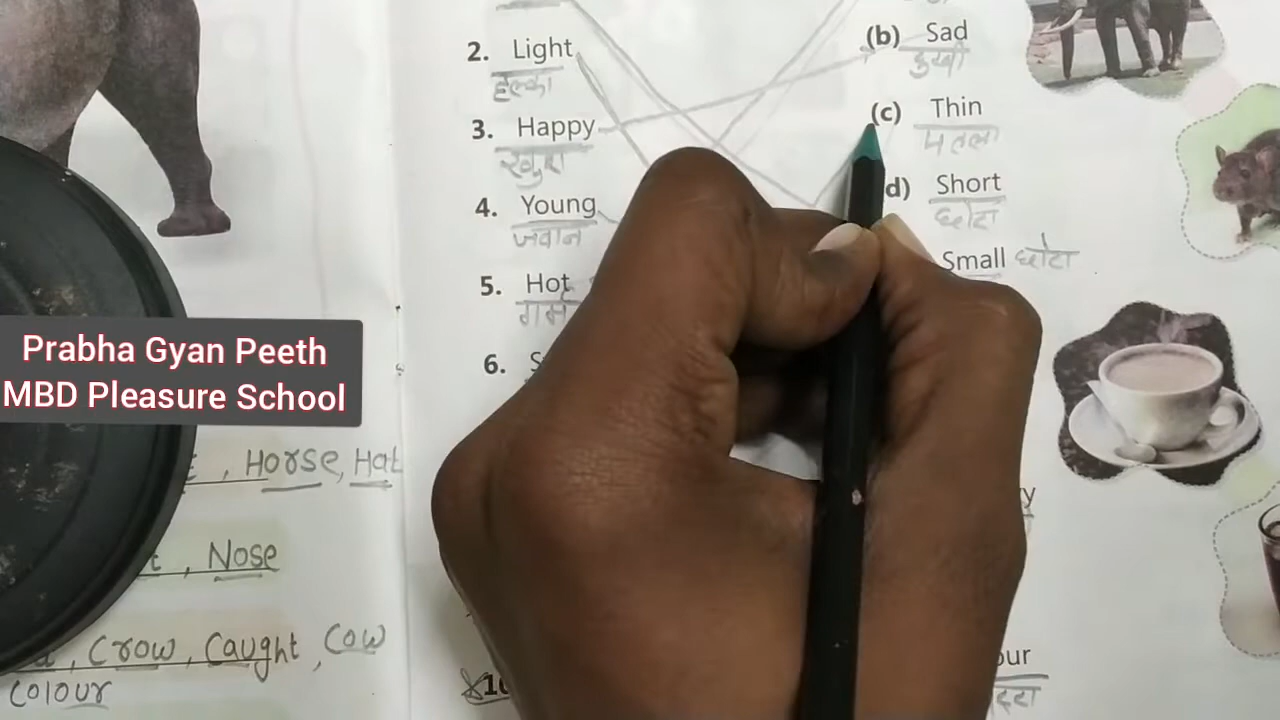 2. Light
हल्का
3. Happy
खुश
4. Young
जवान
5. Hot
गर्म
6.
(b) Sad
दुखी
(c) Thin
पतला
d) Short
छोटा
Small छोटा
Prabha Gyan Peeth
MBD Pleasure School
, Horse, Hat
, Nose
, Crow, Caught, Cow
Colour